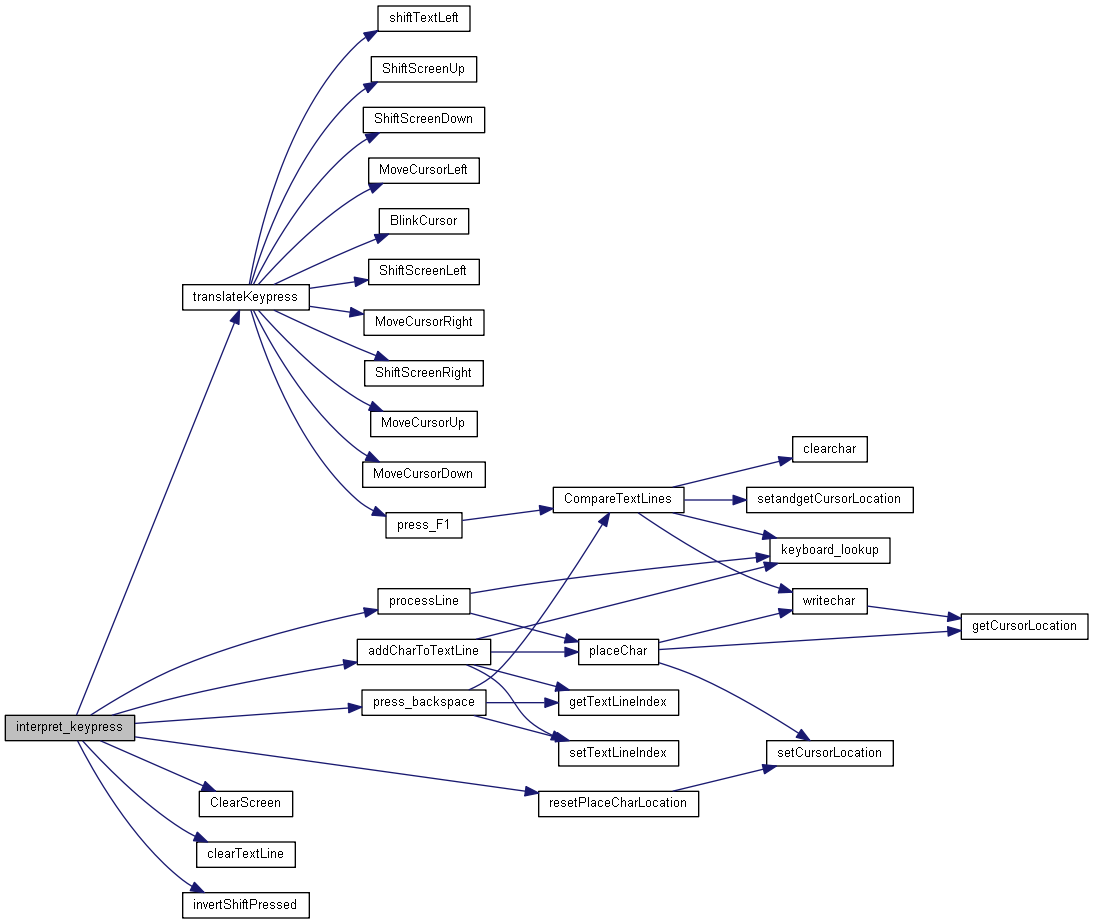 shiftTextLeft
ShiftScreenUp
ShiftScreenDown
MoveCursorLeft
BlinkCursor
ShiftScreenLeft
translateKeypress
MoveCursorRight
ShiftScreenRight
MoveCursorUp
MoveCursorDown
press_F1
clearchar
CompareTextLines
setandgetCursorLocation
keyboard_lookup
processLine
writechar
getCursorLocation
addCharToTextLine
placeChar
press_backspace
getTextLineIndex
interpret_keypress
setTextLineIndex
setCursorLocation
ClearScreen
resetPlaceCharLocation
clearTextLine
invertShiftPressed